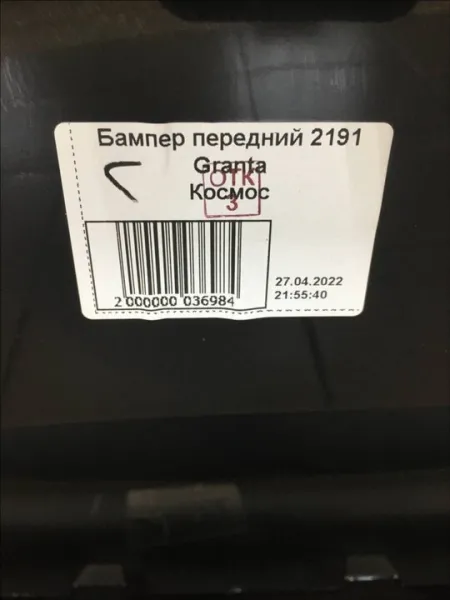 Бампер передний 2191
Granta
Космос
ОТК
3
27.04.2022
21:55:40
2 000000 036984